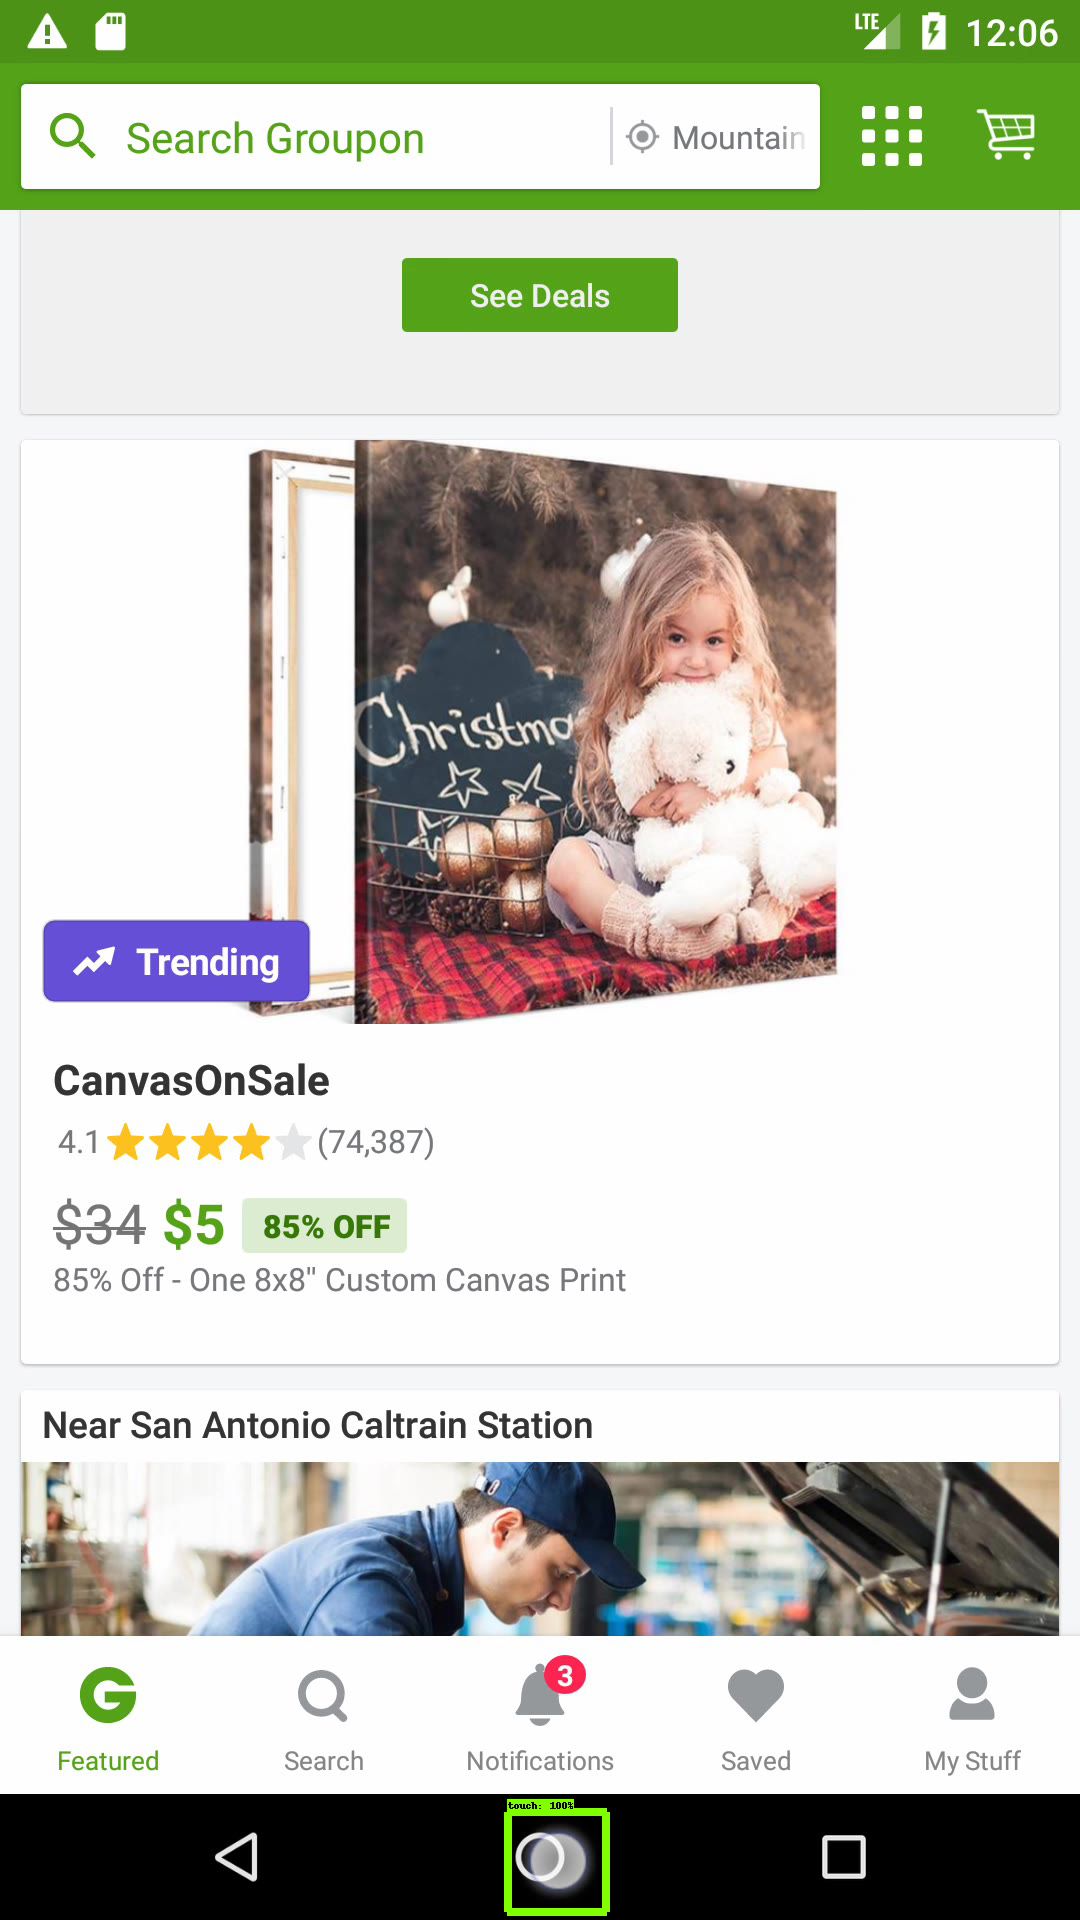 LTE 12:06
Search Groupon Mountain
See Deals
Christma
Trending
CanvasOnSale
4.1 (74,387)
$34 $5 85% OFF
85% Off - One 8x8" Custom Canvas Print
Near San Antonio Caltrain Station
3
Featured Search Notifications Saved My Stuff
touch: 100%